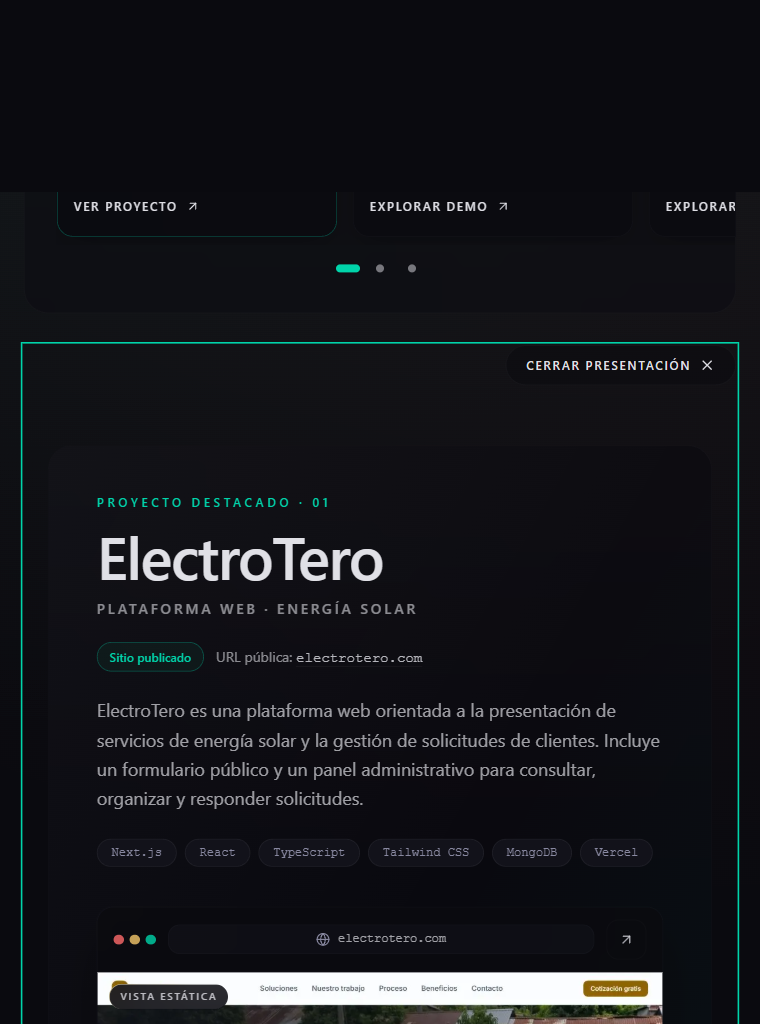 VER PROYECTO
EXPLORAR DEMO
EXPLORAR
CERRAR PRESENTACIÓN
PROYECTO DESTACADO · 01
ElectroTero
PLATAFORMA WEB · ENERGÍA SOLAR
Sitio publicado URL pública: electrotero.com
ElectroTero es una plataforma web orientada a la presentación de
servicios de energía solar y la gestión de solicitudes de clientes. Incluye
un formulario público y un panel administrativo para consultar,
organizar y responder solicitudes.
Next.js React TypeScript Tailwind CSS MongoDB Vercel
electrotero.com
Soluciones Nuestro trabajo Proceso Beneficios Contacto Cotización gratis
VISTA ESTÁTICA